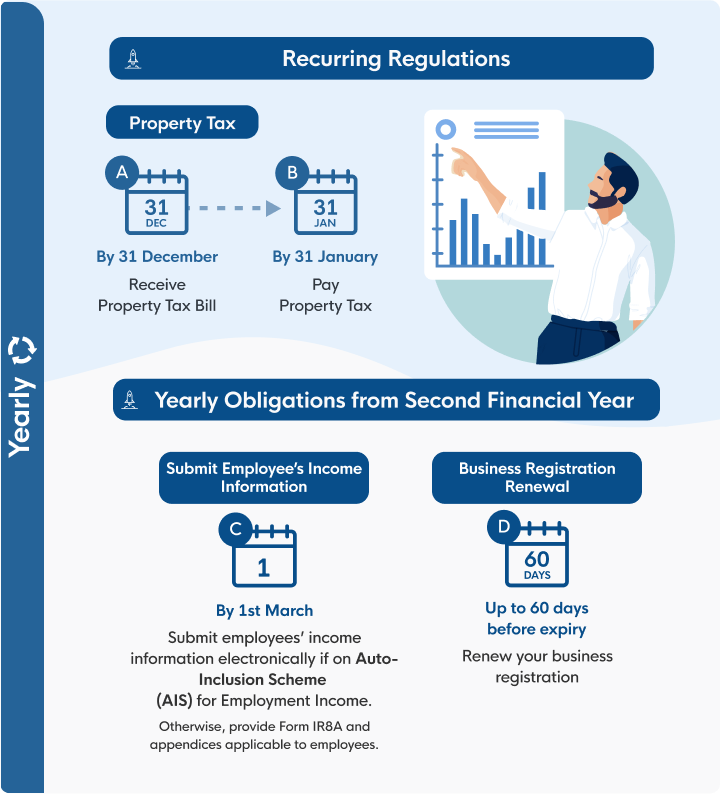 Yearly
Recurring Regulations
Property Tax
A
31
DEC
By 31 December
Receive
Property Tax Bill
B
31
JAN
By 31 January
Pay
Property Tax
Yearly Obligations from Second Financial Year
Submit Employee's Income
Information
C
1
By 1st March
Submit employees' income
information electronically if on Auto-
Inclusion Scheme
(AIS) for Employment Income.
Otherwise, provide Form IR8A and
appendices applicable to employees.
Business Registration
Renewal
D
60
DAYS
Up to 60 days
before expiry
Renew your business
registration